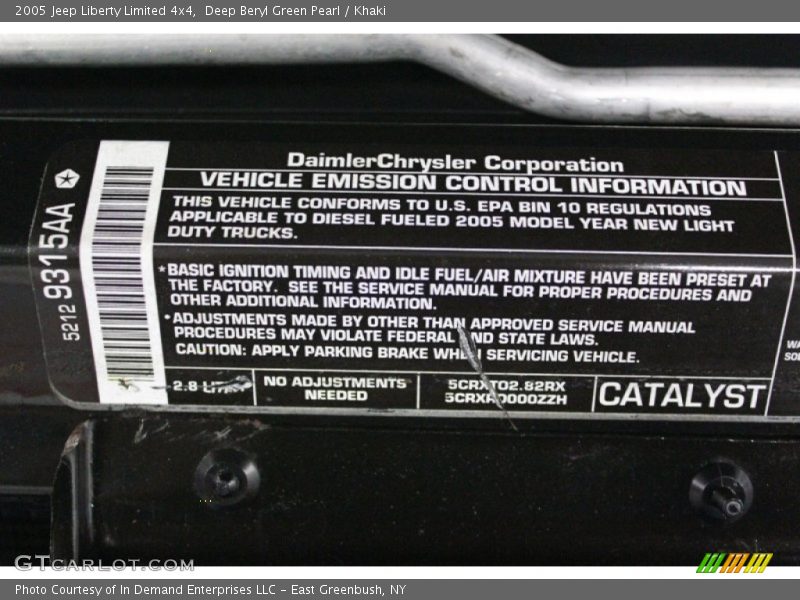 2005 Jeep Liberty Limited 4x4,  Deep Beryl Green Pearl / Khaki
DaimlerChrysler Corporation
VEHICLE EMISSION CONTROL INFORMATION
THIS VEHICLE CONFORMS TO U.S. EPA BIN 10 REGULATIONS
APPLICABLE TO DIESEL FUELED 2005 MODEL YEAR NEW LIGHT
DUTY TRUCKS.
*BASIC IGNITION TIMING AND IDLE FUEL/AIR MIXTURE HAVE BEEN PRESET AT
THE FACTORY. SEE THE SERVICE MANUAL FOR PROPER PROCEDURES AND
OTHER ADDITIONAL INFORMATION.
*ADJUSTMENTS MADE BY OTHER THAN APPROVED SERVICE MANUAL
PROCEDURES MAY VIOLATE FEDERAL AND STATE LAWS.
CAUTION: APPLY PARKING BRAKE WHEN SERVICING VEHICLE.
5212 9315AA
2.8 LITER
NO ADJUSTMENTS
NEEDED
5CRXT02.82RX
5CRXR0000ZZH
CATALYST
GTCARLOT.COM
Photo Courtesy of In Demand Enterprises LLC - East Greenbush, NY